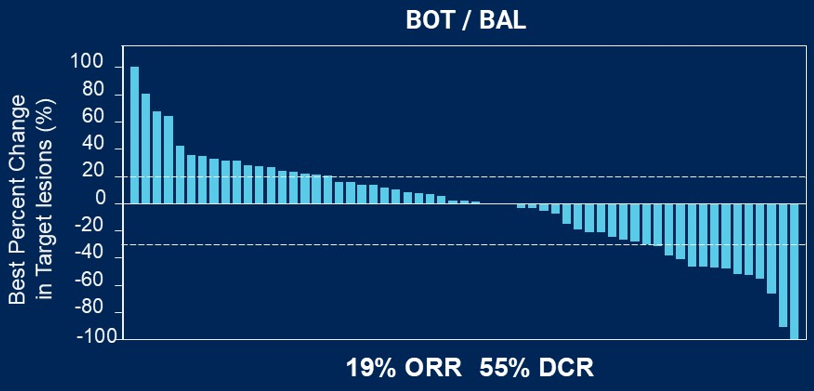 BOT / BAL
Best Percent Change
in Target lesions (%)
100
80
60
40
20
0
-20
-40
-60
-80
-100
19% ORR 55% DCR